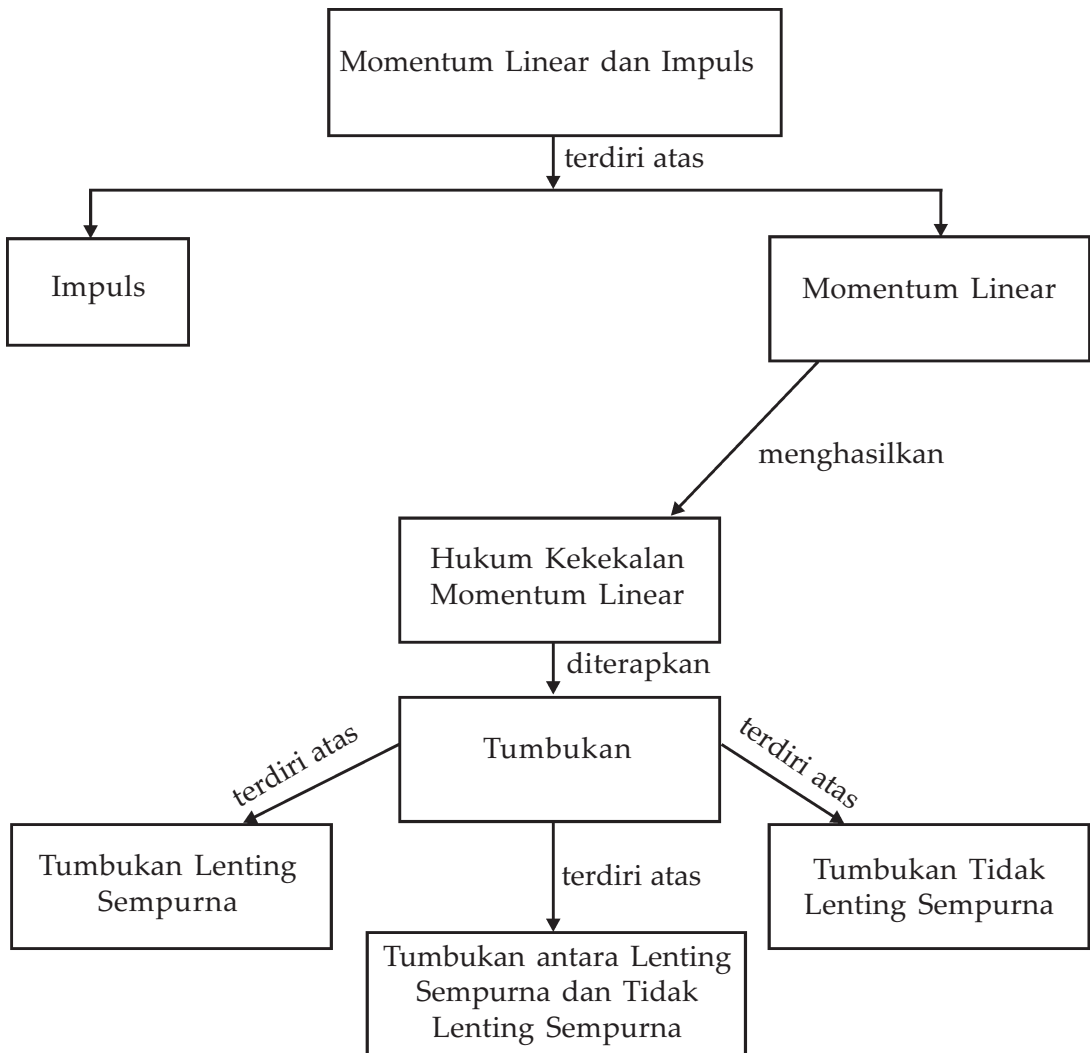 Momentum Linear dan Impuls
terdiri atas
Impuls
Momentum Linear
menghasilkan
Hukum Kekekalan
Momentum Linear
diterapkan
Tumbukan
terdiri atas
terdiri atas
terdiri atas
Tumbukan Lenting
Sempurna
Tumbukan antara Lenting
Sempurna dan Tidak
Lenting Sempurna
Tumbukan Tidak
Lenting Sempurna